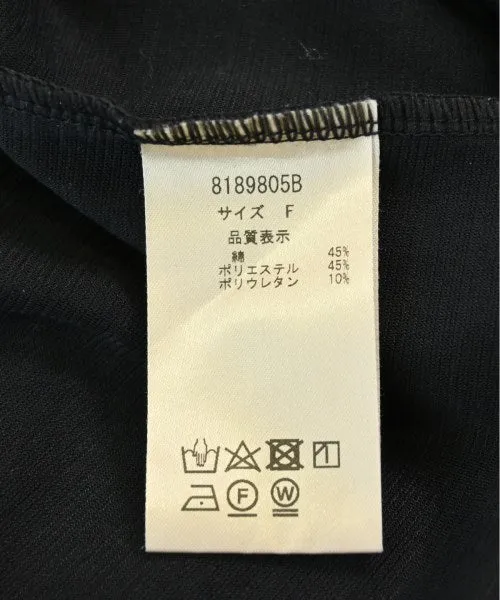 8189805B
サイズ F
品質表示
綿 45%
ポリエステル 45%
ポリウレタン 10%
F W